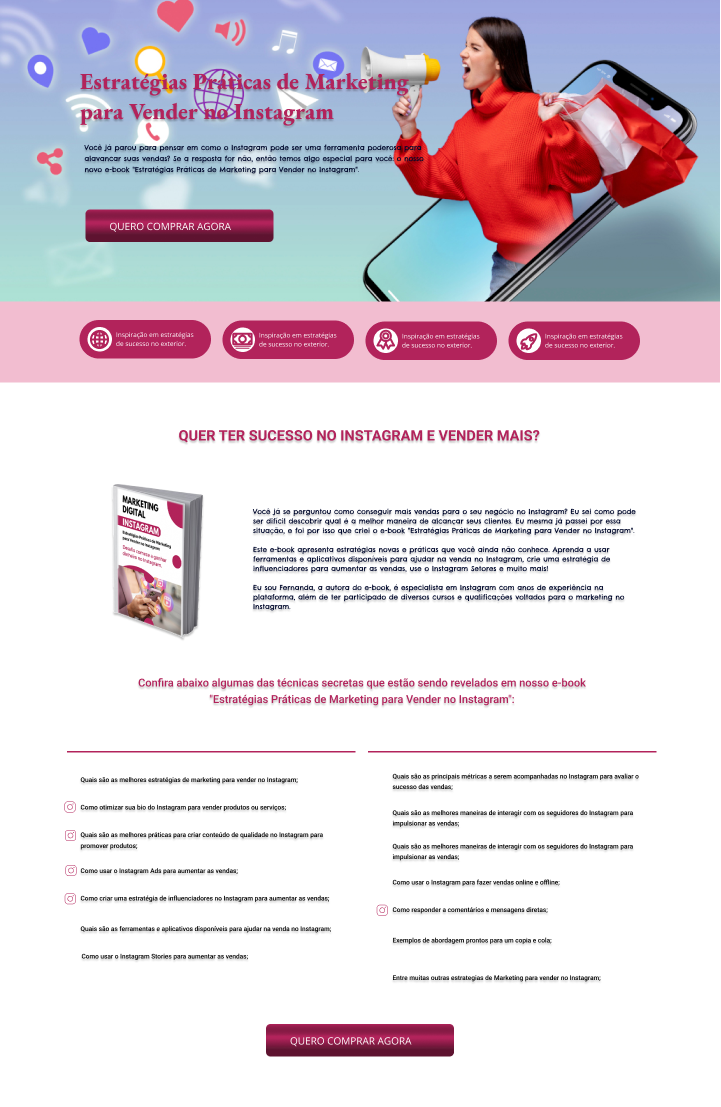 Estratégias Práticas de Marketing
para Vender no Instagram
Você já parou para pensar em como o Instagram pode ser uma ferramenta poderosa para
alavancar suas vendas? Se a resposta for não, então temos algo especial para você: o nosso
novo e-book "Estratégias Práticas de Marketing para Vender no Instagram".
QUERO COMPRAR AGORA
Inspiração em estratégias
de sucesso no exterior.
Inspiração em estratégias
de sucesso no exterior.
Inspiração em estratégias
de sucesso no exterior.
Inspiração em estratégias
de sucesso no exterior.
QUER TER SUCESSO NO INSTAGRAM E VENDER MAIS?
MARKETING
DIGITAL
INSTAGRAM
Estratégias Práticas de Marketing
para Vender no Instagram
Desafio comece a ganhar
dinheiro no Instagram.
Você já se perguntou como conseguir mais vendas para o seu negócio no Instagram? Eu sei como pode
ser difícil descobrir qual é a melhor maneira de alcançar seus clientes. Eu mesma já passei por essa
situação, e foi por isso que criei o e-book "Estratégias Práticas de Marketing para Vender no Instagram".
Este e-book apresenta estratégias novas e práticas que você ainda não conhece. Aprenda a usar
ferramentas e aplicativos disponíveis para ajudar na venda no Instagram, crie uma estratégia de
influenciadores para aumentar as vendas, use o Instagram Setores e muito mais!
Eu sou Fernanda, a autora do e-book, é especialista em Instagram com anos de experiência na
plataforma, além de ter participado de diversos cursos e qualificações voltados para o marketing no
Instagram.
Confira abaixo algumas das técnicas secretas que estão sendo revelados em nosso e-book
"Estratégias Práticas de Marketing para Vender no Instagram":
Quais são as melhores estratégias de marketing para vender no Instagram;
Como otimizar sua bio do Instagram para vender produtos ou serviços;
Quais são as melhores práticas para criar conteúdo de qualidade no Instagram para
promover produtos;
Como usar o Instagram Ads para aumentar as vendas;
Como criar uma estratégia de influenciadores no Instagram para aumentar as vendas;
Quais são as ferramentas e aplicativos disponíveis para ajudar na venda no Instagram;
Como usar o Instagram Stories para aumentar as vendas;
Quais são as principais métricas a serem acompanhadas no Instagram para avaliar o
sucesso das vendas;
Quais são as melhores maneiras de interagir com os seguidores do Instagram para
impulsionar as vendas;
Quais são as melhores maneiras de interagir com os seguidores do Instagram para
impulsionar as vendas;
Como usar o Instagram para fazer vendas online e offline;
Como responder a comentários e mensagens diretas;
Exemplos de abordagem prontos para um copia e cola;
Entre muitas outras estrategias de Marketing para vender no Instagram;
QUERO COMPRAR AGORA